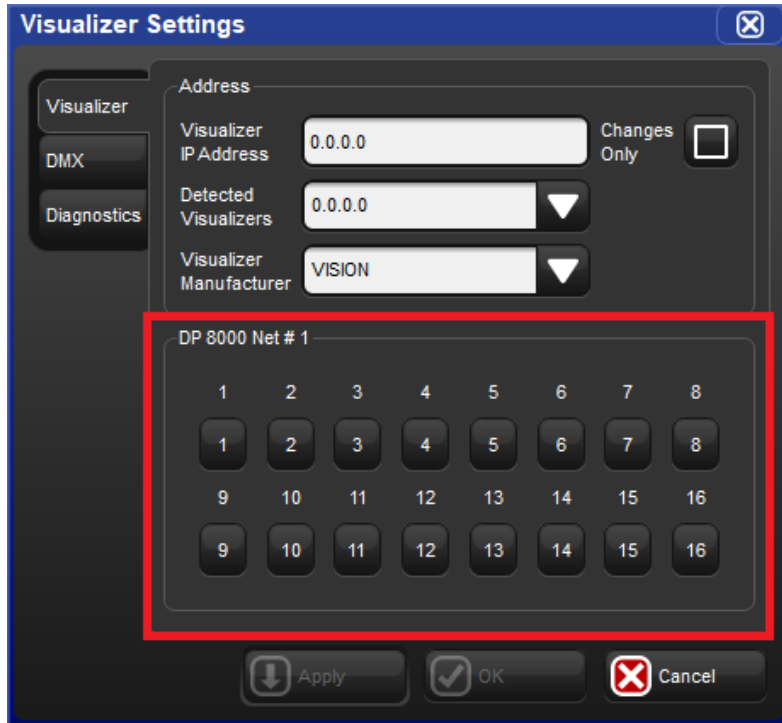 Visualizer Settings
Visualizer
DMX
Diagnostics
Address
Visualizer
IP Address
0.0.0.0
Changes
Only
Detected
Visualizers
0.0.0.0
Visualizer
Manufacturer
VISION
DP 8000 Net # 1
1 2 3 4 5 6 7 8
1 2 3 4 5 6 7 8
9 10 11 12 13 14 15 16
9 10 11 12 13 14 15 16
Apply
OK
Cancel